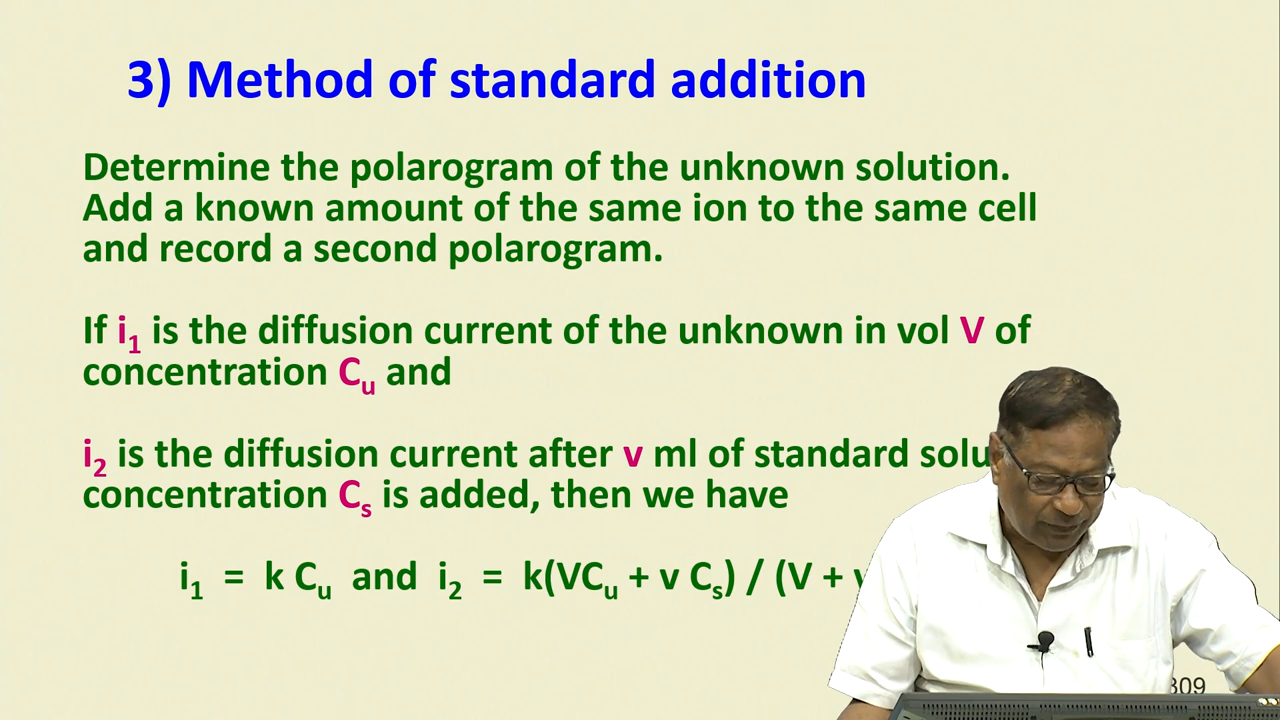 3) Method of standard addition
Determine the polarogram of the unknown solution.
Add a known amount of the same ion to the same cell
and record a second polarogram.
If i₁ is the diffusion current of the unknown in vol V of
concentration Cᵤ and
i₂ is the diffusion current after v ml of standard
concentration Cₛ is added, then we have
i₁ = k Cᵤ and i₂ = k(VCᵤ + v Cₛ) / (V +